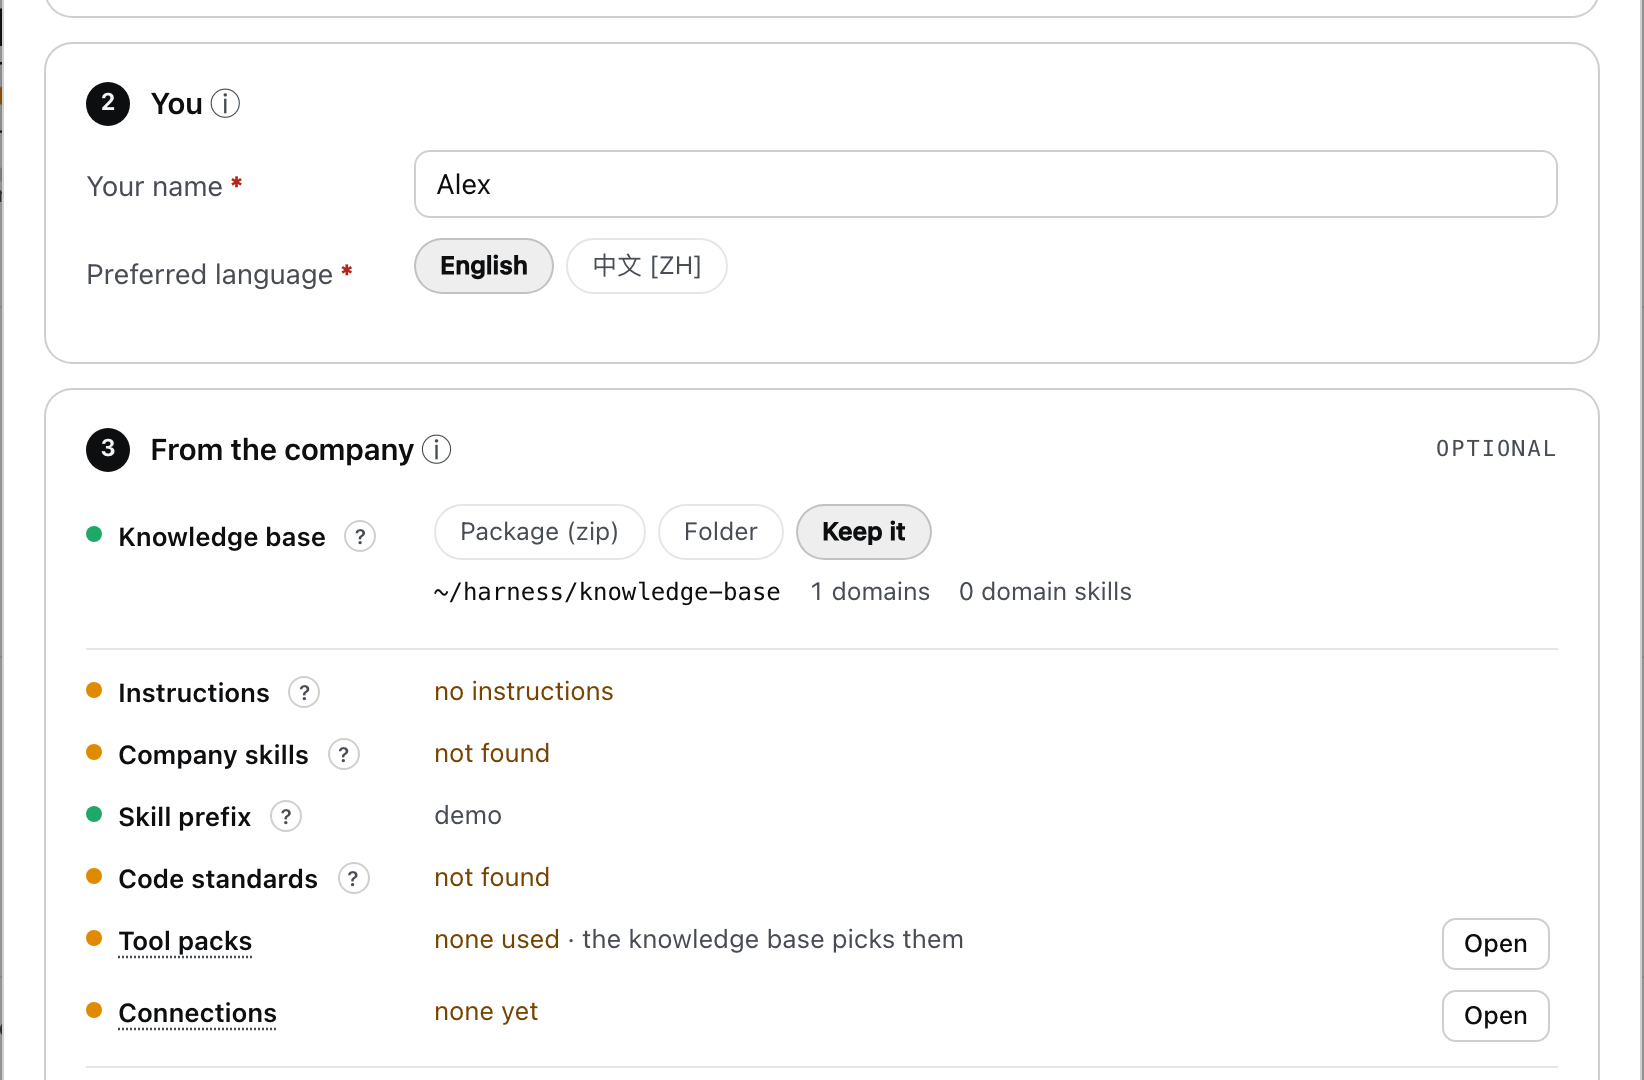 2 You ⓘ
Your name * Alex
Preferred language * English 中文 [ZH]
3 From the company ⓘ OPTIONAL
Knowledge base ? Package (zip) Folder Keep it
~/harness/knowledge-base 1 domains 0 domain skills
Instructions ? no instructions
Company skills ? not found
Skill prefix ? demo
Code standards ? not found
Tool packs none used · the knowledge base picks them Open
Connections none yet Open